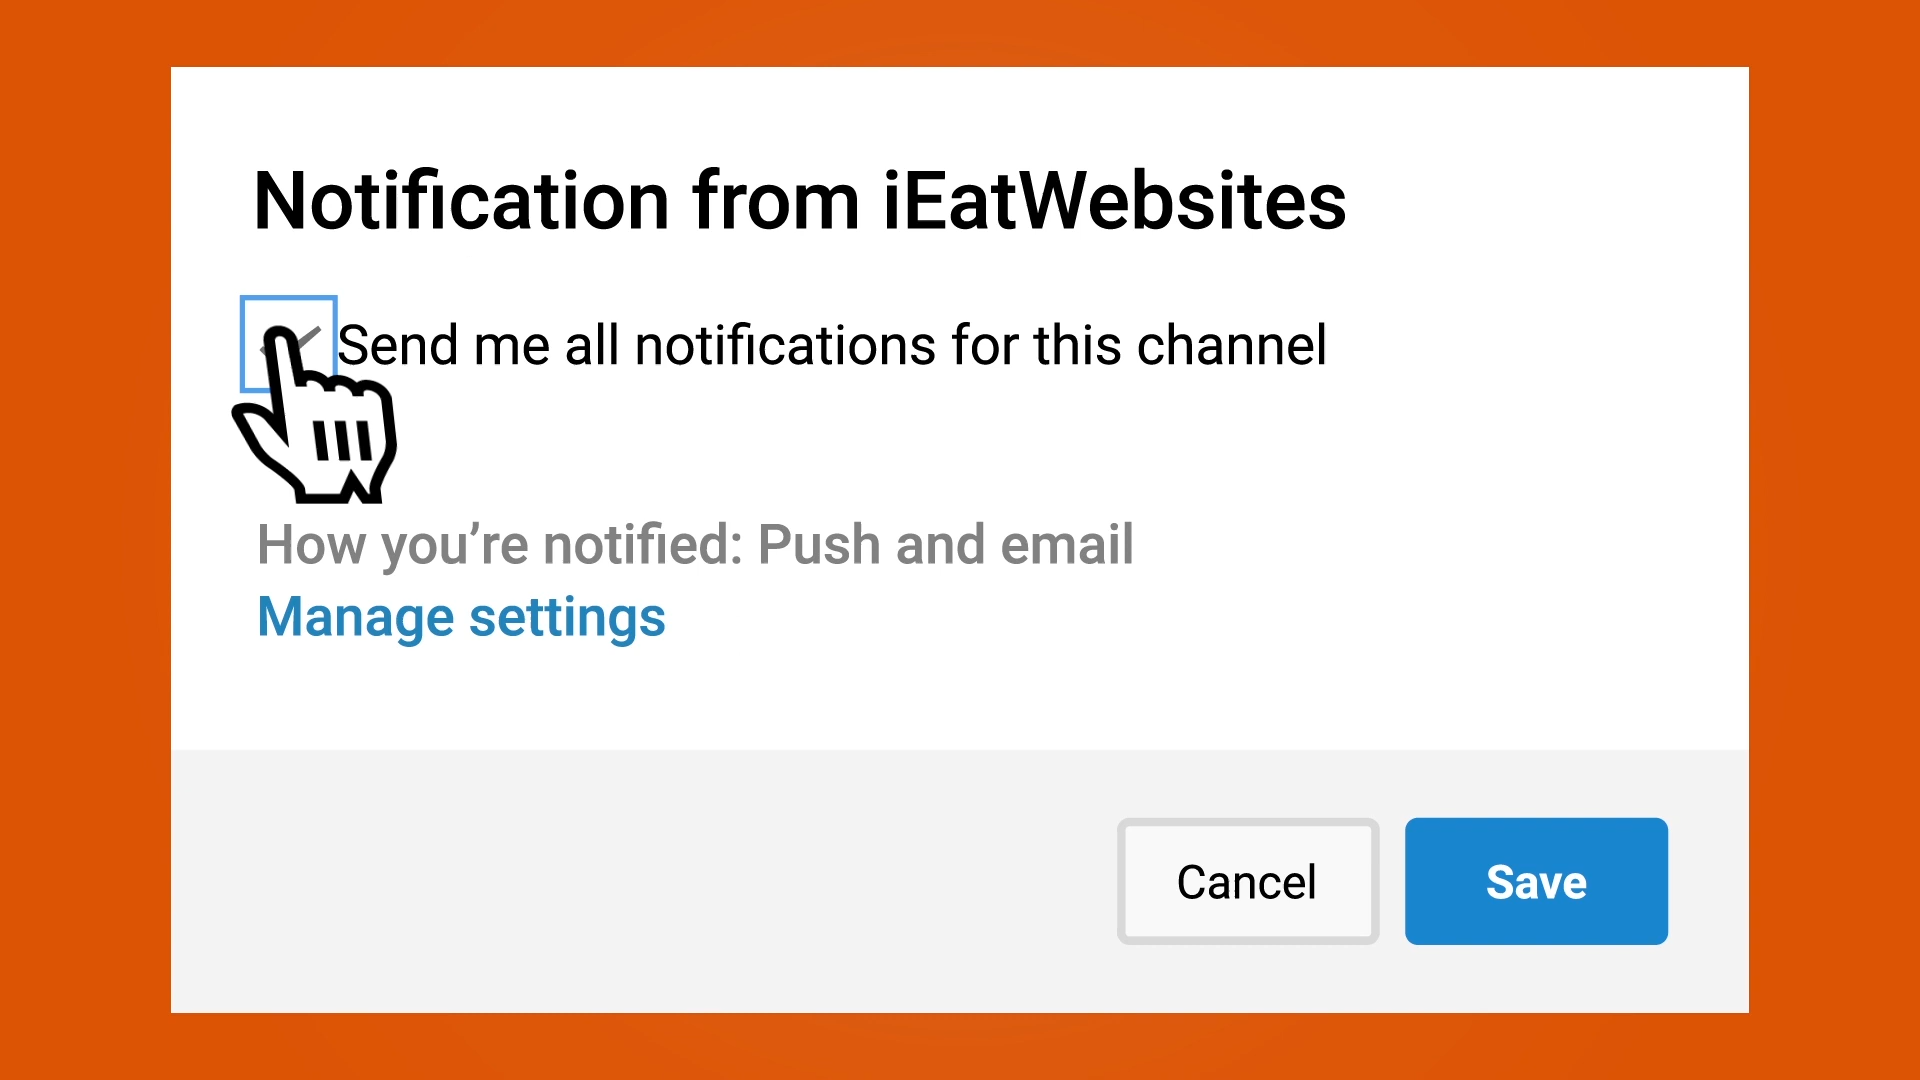 Notification from iEatWebsites
Send me all notifications for this channel
How you’re notified: Push and email
Manage settings
Cancel
Save